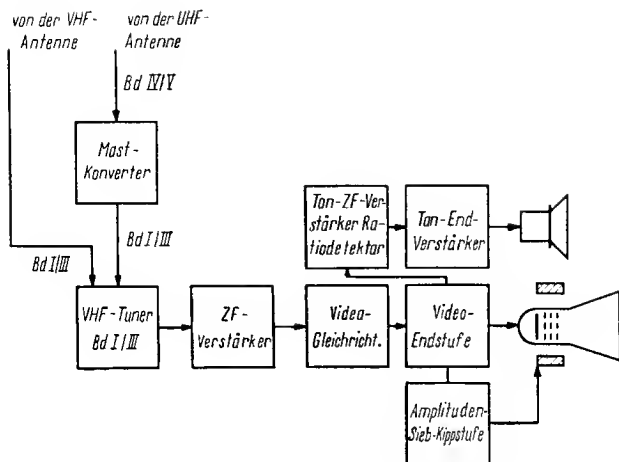 von der VHF-
Antenne
von der UHF-
Antenne
Bd IV/V
Mast-
Konverter
Bd I/III
Bd I/III
Ton-ZF-Ver-
stärker Ra-
tiodetektor
Ton-End-
Verstärker
VHF-Tuner
Bd I/III
ZF-
Verstärker
Video-
Gleichricht.
Video-
Endstufe
Amplituden-
Sieb-Kippstufe